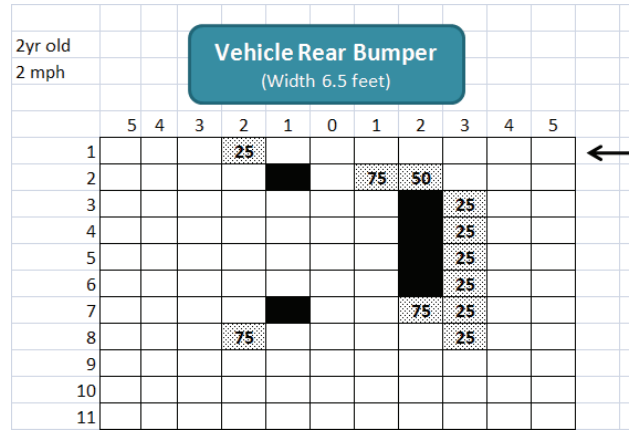 2yr old
2 mph
Vehicle Rear Bumper
(Width 6.5 feet)
5 4 3 2 1 0 1 2 3 4 5
1 25
2 75 50
3 25
4 25
5 25
6 25
7 75 25
8 75 25
9
10
11